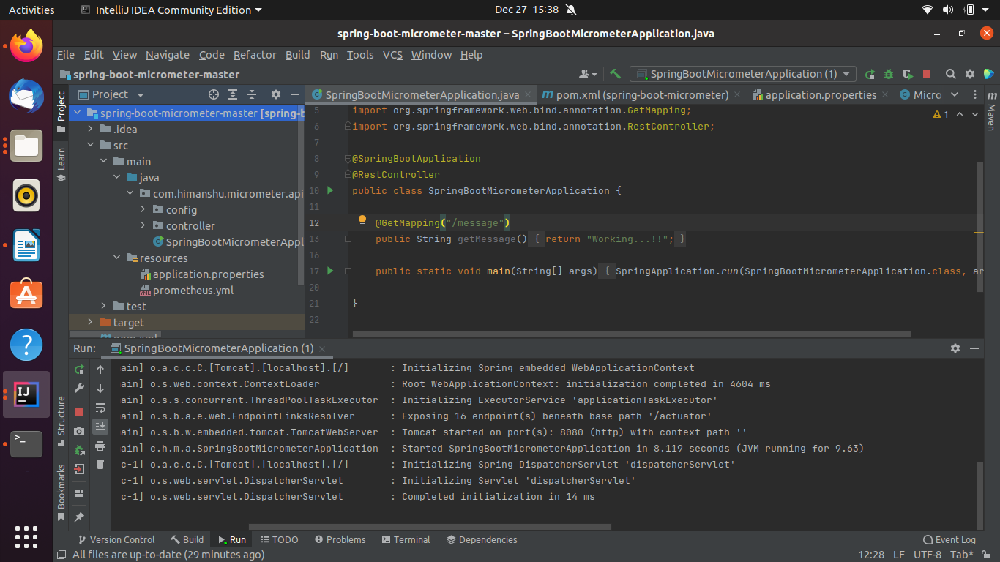 Activities IntelliJ IDEA Community Edition Dec 27 15:38
spring-boot-micrometer-master – SpringBootMicrometerApplication.java
File Edit View Navigate Code Refactor Build Run Tools VCS Window Help
spring-boot-micrometer-master SpringBootMicrometerApplication (1)
Project SpringBootMicrometerApplication.java pom.xml (spring-boot-micrometer) application.properties Micro
Project
Learn
Structure
Bookmarks
spring-boot-micrometer-master [spring-b
.idea
src
main
java
com.himanshu.micrometer.api
config
controller
SpringBootMicrometerAppl
resources
application.properties
prometheus.yml
test
target
pom.xml
5 import org.springframework.web.bind.annotation.GetMapping;
6 import org.springframework.web.bind.annotation.RestController;
7
8 @SpringBootApplication
9 @RestController
10 public class SpringBootMicrometerApplication {
11
12 @GetMapping("/message")
13 public String getMessage() { return "Working...!!"; }
16
17 public static void main(String[] args) { SpringApplication.run(SpringBootMicrometerApplication.class, ar
20
21 }
22
1
Maven
Run: SpringBootMicrometerApplication (1)
ain] o.a.c.c.C.[Tomcat].[localhost].[/] : Initializing Spring embedded WebApplicationContext
ain] o.s.web.context.ContextLoader : Root WebApplicationContext: initialization completed in 4604 ms
ain] o.s.s.concurrent.ThreadPoolTaskExecutor : Initializing ExecutorService 'applicationTaskExecutor'
ain] o.s.b.a.e.web.EndpointLinksResolver : Exposing 16 endpoint(s) beneath base path '/actuator'
ain] o.s.b.w.embedded.tomcat.TomcatWebServer : Tomcat started on port(s): 8080 (http) with context path ''
ain] c.h.m.a.SpringBootMicrometerApplication : Started SpringBootMicrometerApplication in 8.119 seconds (JVM running for 9.63)
c-1] o.a.c.c.C.[Tomcat].[localhost].[/] : Initializing Spring DispatcherServlet 'dispatcherServlet'
c-1] o.s.web.servlet.DispatcherServlet : Initializing Servlet 'dispatcherServlet'
c-1] o.s.web.servlet.DispatcherServlet : Completed initialization in 14 ms
Version Control Build Run TODO Problems Terminal Dependencies Event Log
All files are up-to-date (29 minutes ago) 12:28 LF UTF-8 Tab*